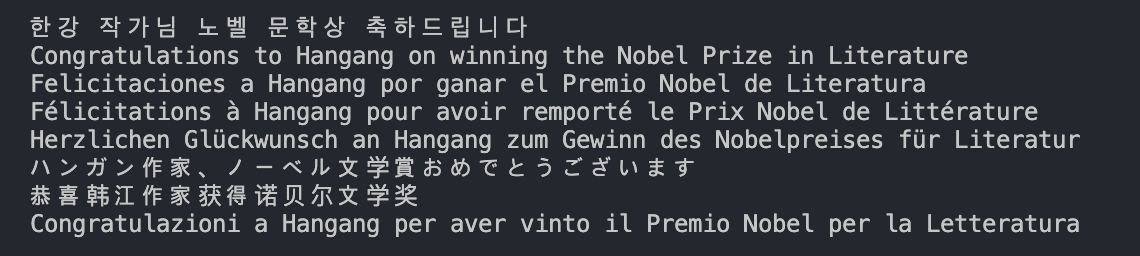 한강 작가님 노벨 문학상 축하드립니다
Congratulations to Hangang on winning the Nobel Prize in Literature
Felicitaciones a Hangang por ganar el Premio Nobel de Literatura
Félicitations à Hangang pour avoir remporté le Prix Nobel de Littérature
Herzlichen Glückwunsch an Hangang zum Gewinn des Nobelpreises für Literatur
ハンガン作家、ノーベル文学賞おめでとうございます
恭喜韩江作家获得诺贝尔文学奖
Congratulazioni a Hangang per aver vinto il Premio Nobel per la Letteratura